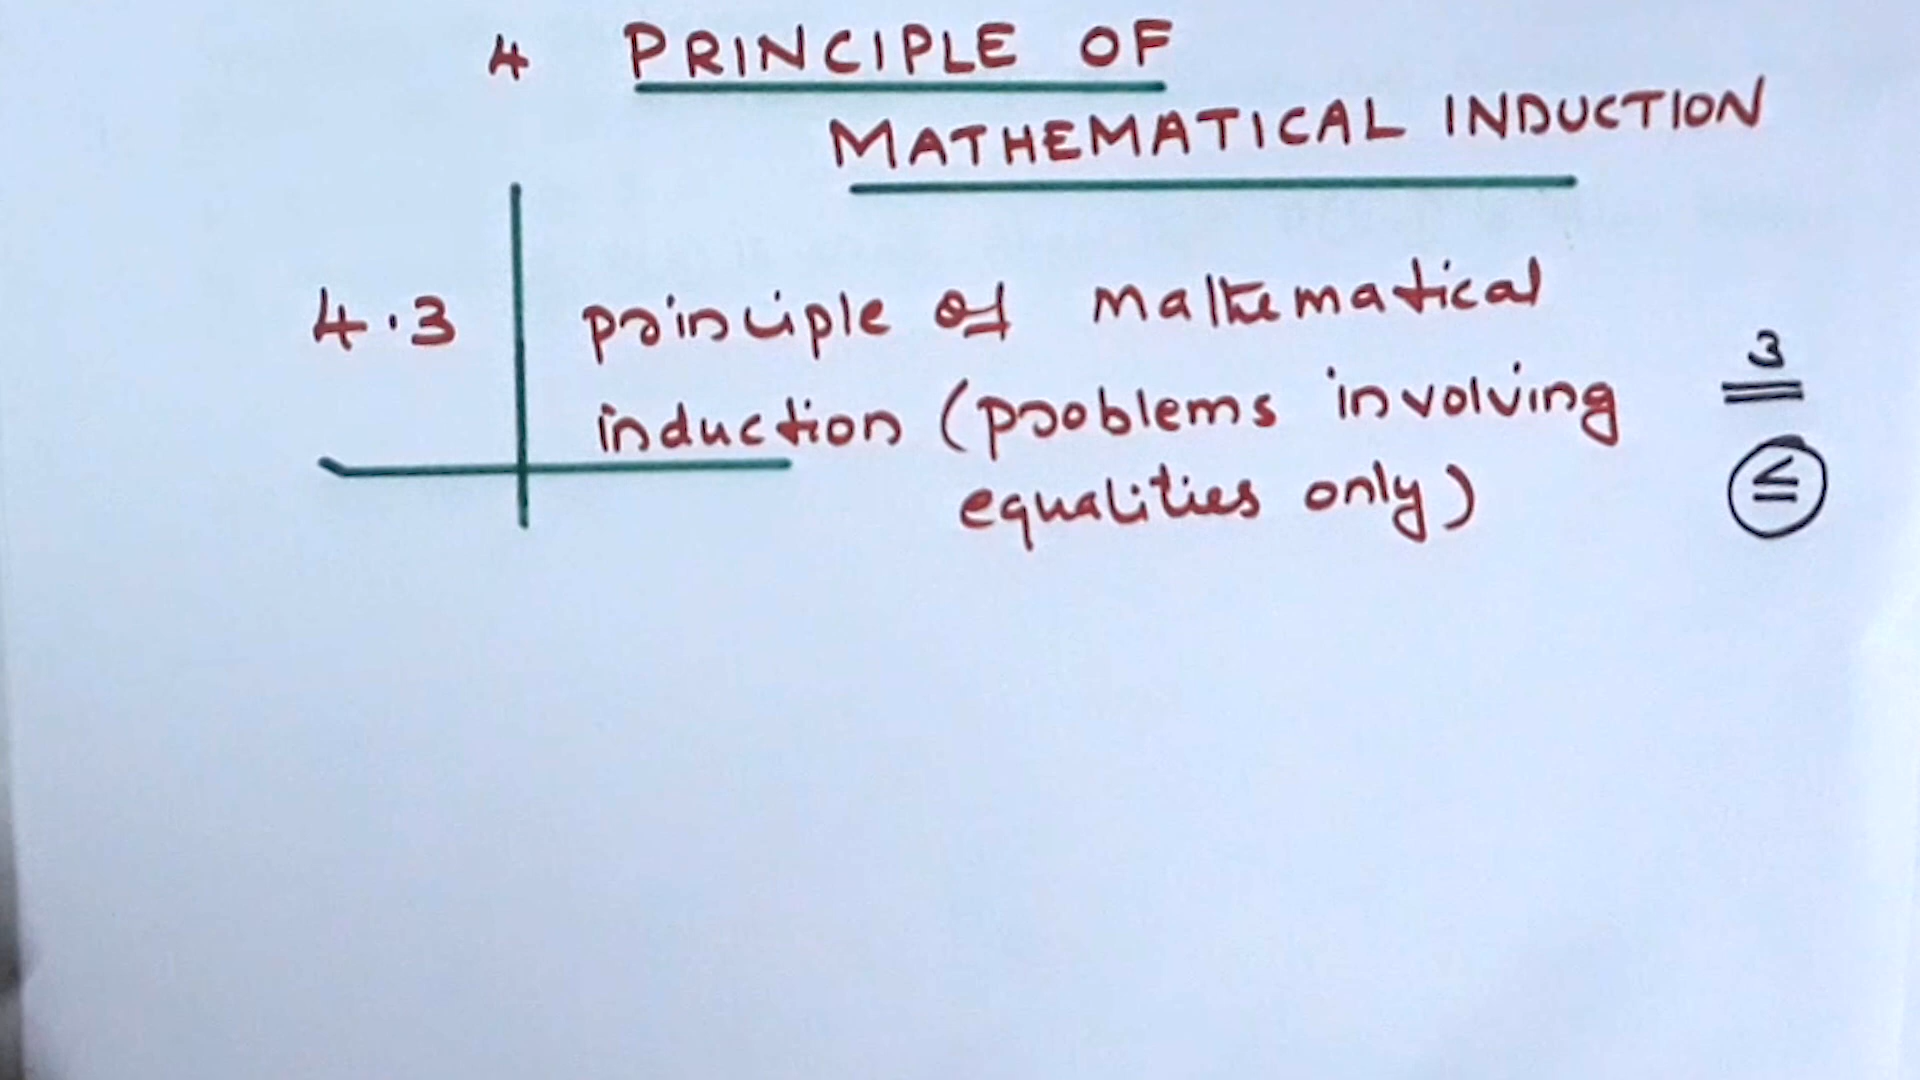 4 PRINCIPLE OF
MATHEMATICAL INDUCTION
4.3 principle of mathematical
induction (problems involving
equalities only)
3
≤